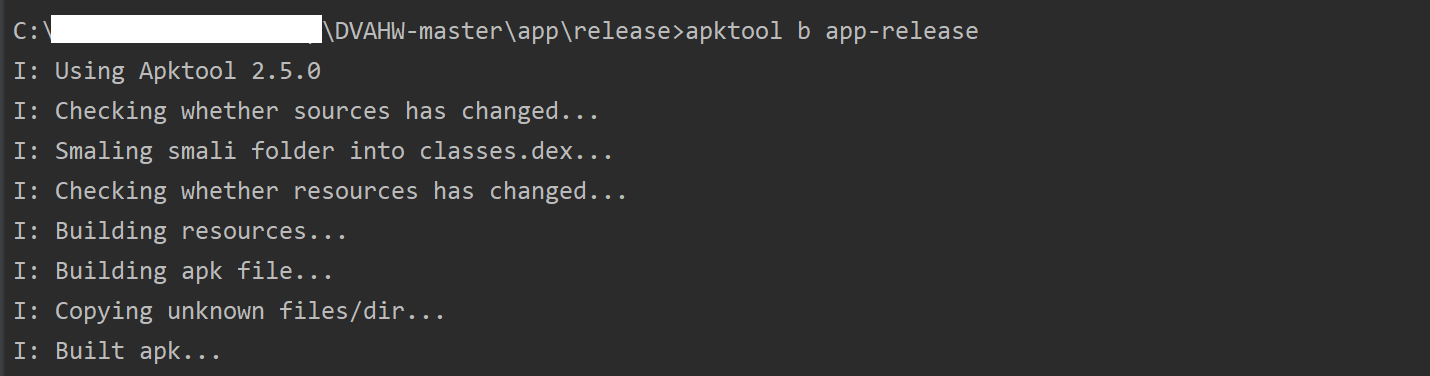 C:\ \DVAHW-master\app\release>apktool b app-release
I: Using Apktool 2.5.0
I: Checking whether sources has changed...
I: Smaling smali folder into classes.dex...
I: Checking whether resources has changed...
I: Building resources...
I: Building apk file...
I: Copying unknown files/dir...
I: Built apk...